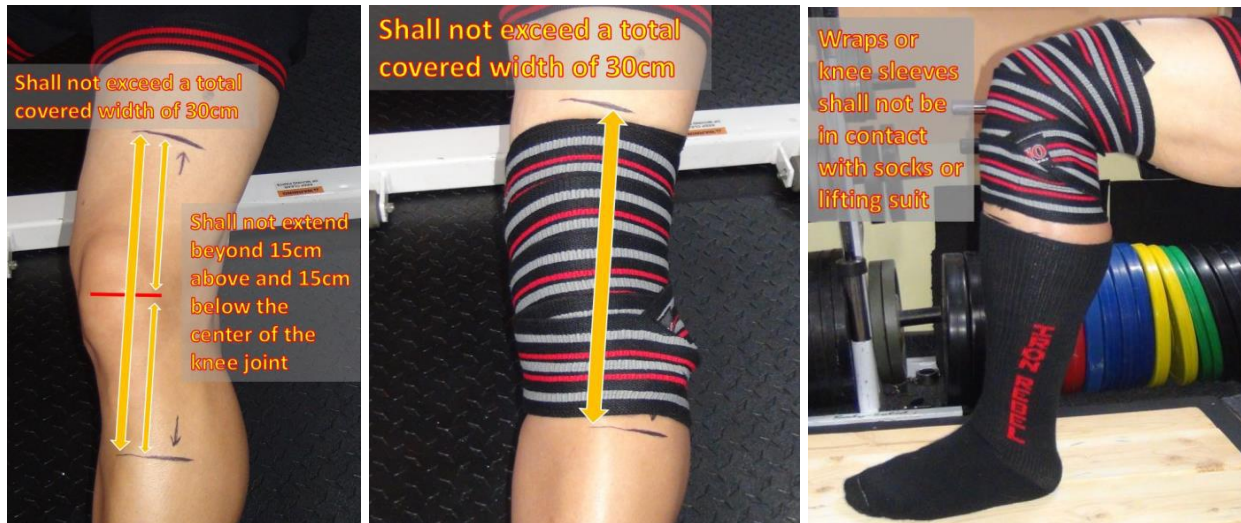 Shall not exceed a total
covered width of 30cm
Shall not extend
beyond 15cm
above and 15cm
below the
center of the
knee joint
Shall not exceed a total
covered width of 30cm
Wraps or
knee sleeves
shall not be
in contact
with socks or
lifting suit
IRON REBEL